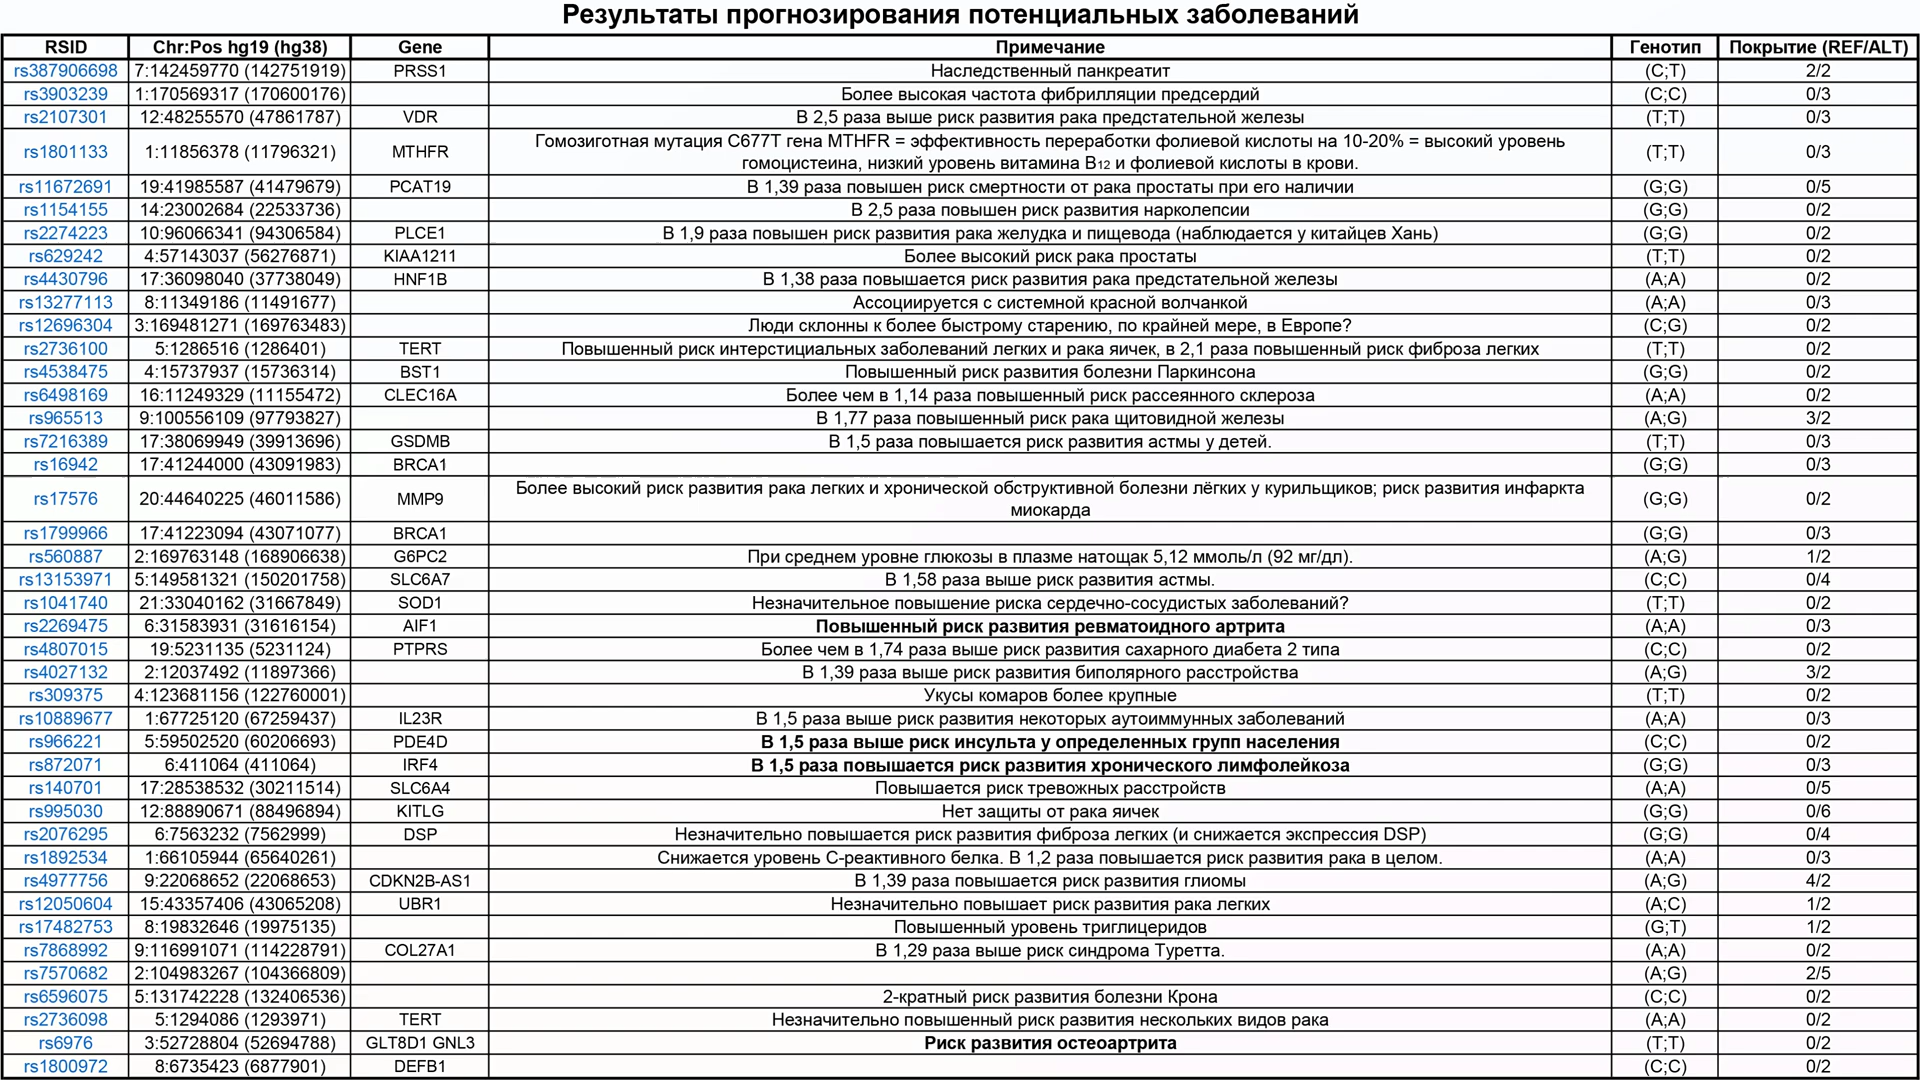 Результаты прогнозирования потенциальных заболеваний
RSID Chr:Pos hg19 (hg38) Gene Примечание Генотип Покрытие (REF/ALT)
rs387906698 7:142459770 (142751919) PRSS1 Наследственный панкреатит (C;T) 2/2
rs3903239 1:170569317 (170600176) Более высокая частота фибрилляции предсердий (C;C) 0/3
rs2107301 12:48255570 (47861787) VDR В 2,5 раза выше риск развития рака предстательной железы (T;T) 0/3
rs1801133 1:11856378 (11796321) MTHFR Гомозиготная мутация C677T гена MTHFR = эффективность переработки фолиевой кислоты на 10-20% = высокий уровень
гомоцистеина, низкий уровень витамина B₁₂ и фолиевой кислоты в крови. (T;T) 0/3
rs11672691 19:41985587 (41479679) PCAT19 В 1,39 раза повышен риск смертности от рака простаты при его наличии (G;G) 0/5
rs1154155 14:23002684 (22533736) В 2,5 раза повышен риск развития нарколепсии (G;G) 0/2
rs2274223 10:96066341 (94306584) PLCE1 В 1,9 раза повышен риск развития рака желудка и пищевода (наблюдается у китайцев Хань) (G;G) 0/2
rs629242 4:57143037 (56276871) KIAA1211 Более высокий риск рака простаты (T;T) 0/2
rs4430796 17:36098040 (37738049) HNF1B В 1,38 раза повышается риск развития рака предстательной железы (A;A) 0/2
rs13277113 8:11349186 (11491677) Ассоциируется с системной красной волчанкой (A;A) 0/3
rs12696304 3:169481271 (169763483) Люди склонны к более быстрому старению, по крайней мере, в Европе? (C;G) 0/2
rs2736100 5:1286516 (1286401) TERT Повышенный риск интерстициальных заболеваний легких и рака яичек, в 2,1 раза повышенный риск фиброза легких (T;T) 0/2
rs4538475 4:15737937 (15736314) BST1 Повышенный риск развития болезни Паркинсона (G;G) 0/2
rs6498169 16:11249329 (11155472) CLEC16A Более чем в 1,14 раза повышенный риск рассеянного склероза (A;A) 0/2
rs965513 9:100556109 (97793827) В 1,77 раза повышенный риск рака щитовидной железы (A;G) 3/2
rs7216389 17:38069949 (39913696) GSDMB В 1,5 раза повышается риск развития астмы у детей. (T;T) 0/3
rs16942 17:41244000 (43091983) BRCA1 (G;G) 0/3
rs17576 20:44640225 (46011586) MMP9 Более высокий риск развития рака легких и хронической обструктивной болезни лёгких у курильщиков; риск развития инфаркта
миокарда (G;G) 0/2
rs1799966 17:41223094 (43071077) BRCA1 (G;G) 0/3
rs560887 2:169763148 (168906638) G6PC2 При среднем уровне глюкозы в плазме натощак 5,12 ммоль/л (92 мг/дл). (A;G) 1/2
rs13153971 5:149581321 (150201758) SLC6A7 В 1,58 раза выше риск развития астмы. (C;C) 0/4
rs1041740 21:33040162 (31667849) SOD1 Незначительное повышение риска сердечно-сосудистых заболеваний? (T;T) 0/2
rs2269475 6:31583931 (31616154) AIF1 Повышенный риск развития ревматоидного артрита (A;A) 0/3
rs4807015 19:5231135 (5231124) PTPRS Более чем в 1,74 раза выше риск развития сахарного диабета 2 типа (C;C) 0/2
rs4027132 2:12037492 (11897366) В 1,39 раза выше риск развития биполярного расстройства (A;G) 3/2
rs309375 4:123681156 (122760001) Укусы комаров более крупные (T;T) 0/2
rs10889677 1:67725120 (67259437) IL23R В 1,5 раза выше риск развития некоторых аутоиммунных заболеваний (A;A) 0/3
rs966221 5:59502520 (60206693) PDE4D В 1,5 раза выше риск инсульта у определенных групп населения (C;C) 0/2
rs872071 6:411064 (411064) IRF4 В 1,5 раза повышается риск развития хронического лимфолейкоза (G;G) 0/3
rs140701 17:28538532 (30211514) SLC6A4 Повышается риск тревожных расстройств (A;A) 0/5
rs995030 12:88890671 (88496894) KITLG Нет защиты от рака яичек (G;G) 0/6
rs2076295 6:7563232 (7562999) DSP Незначительно повышается риск развития фиброза легких (и снижается экспрессия DSP) (G;G) 0/4
rs1892534 1:66105944 (65640261) Снижается уровень С-реактивного белка. В 1,2 раза повышается риск развития рака в целом. (A;A) 0/3
rs4977756 9:22068652 (22068653) CDKN2B-AS1 В 1,39 раза повышается риск развития глиомы (A;G) 4/2
rs12050604 15:43357406 (43065208) UBR1 Незначительно повышает риск развития рака легких (A;C) 1/2
rs17482753 8:19832646 (19975135) Повышенный уровень триглицеридов (G;T) 1/2
rs7868992 9:116991071 (114228791) COL27A1 В 1,29 раза выше риск синдрома Туретта. (A;A) 0/2
rs7570682 2:104983267 (104366809) (A;G) 2/5
rs6596075 5:131742228 (132406536) 2-кратный риск развития болезни Крона (C;C) 0/2
rs2736098 5:1294086 (1293971) TERT Незначительно повышенный риск развития нескольких видов рака (A;A) 0/2
rs6976 3:52728804 (52694788) GLT8D1 GNL3 Риск развития остеоартрита (T;T) 0/2
rs1800972 8:6735423 (6877901) DEFB1 (C;C) 0/2